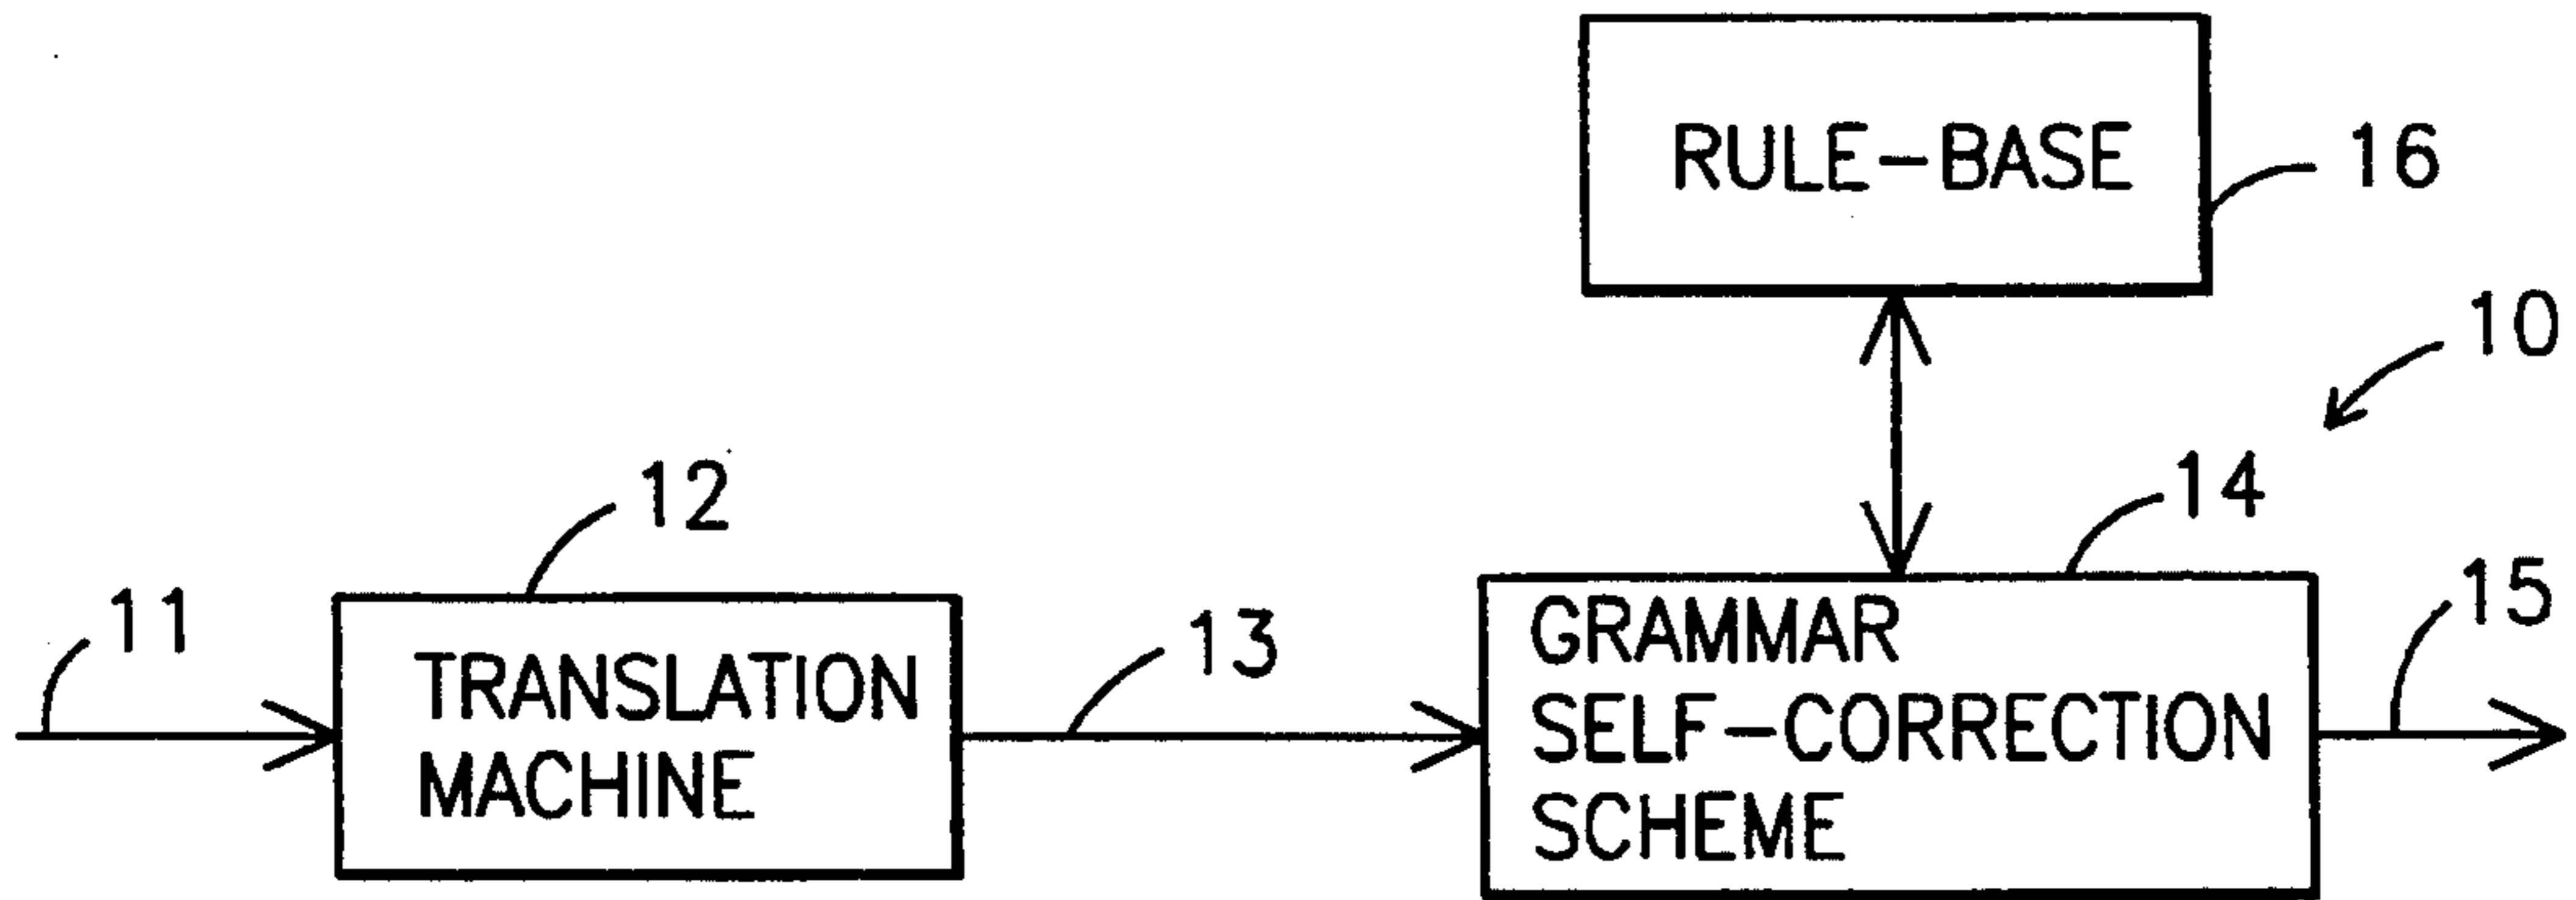 RULE-BASE
16
10
12
14
11
13
15
TRANSLATION
MACHINE
GRAMMAR
SELF-CORRECTION
SCHEME